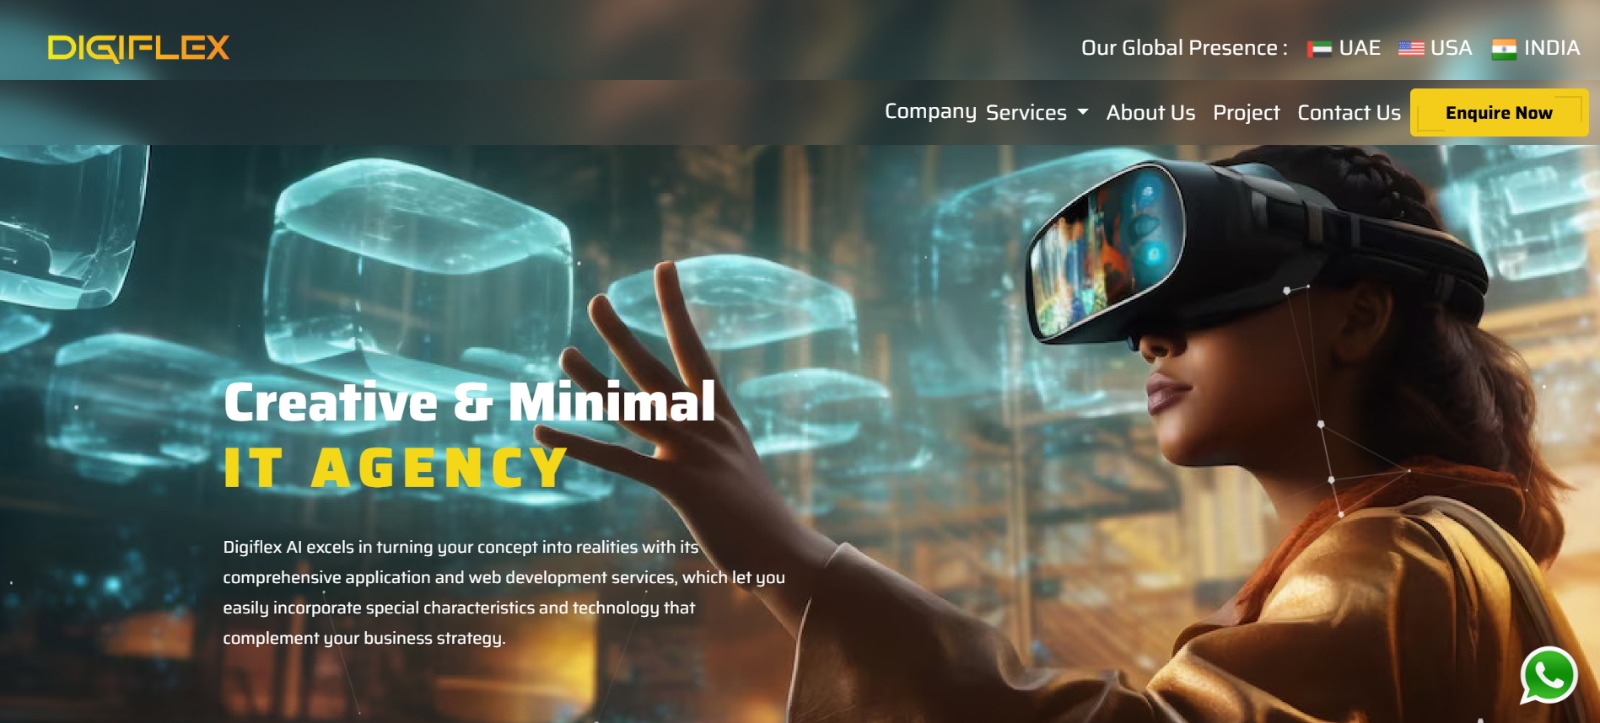 DIGIFLEX
Our Global Presence : UAE USA INDIA
Company Services About Us Project Contact Us Enquire Now
Creative & Minimal
IT AGENCY
Digiflex AI excels in turning your concept into realities with its
comprehensive application and web development services, which let you
easily incorporate special characteristics and technology that
complement your business strategy.